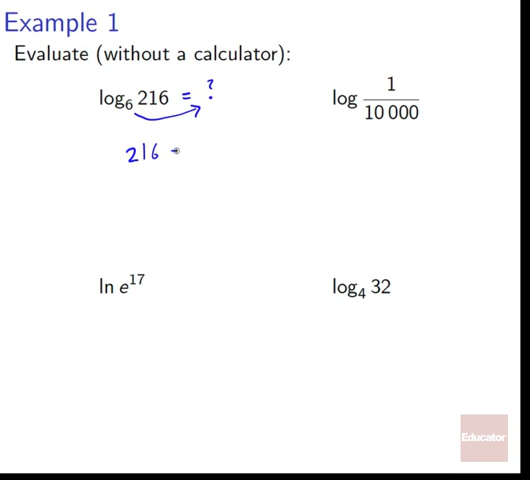 Example 1
Evaluate (without a calculator):
log₆ 216 = ?
log 1/10 000
216 -
ln e¹⁷
log₄ 32
Educator